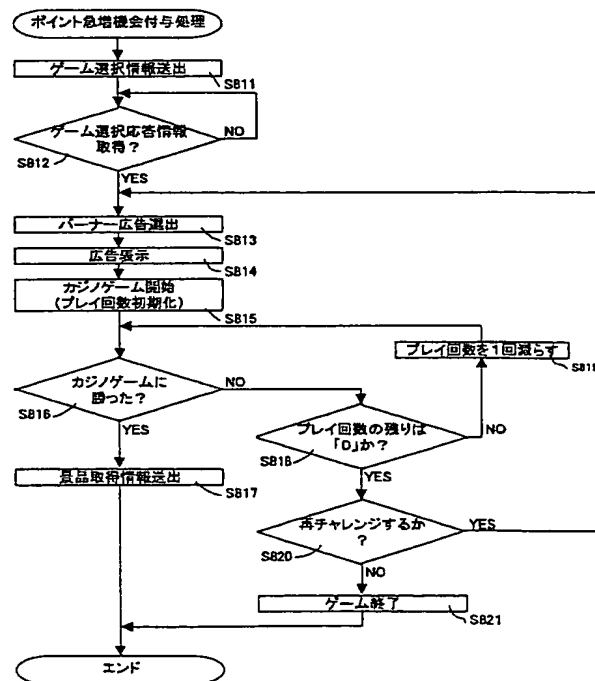 ポイント急増機会付与処理
ゲーム選択情報送出
S811
ゲーム選択応答情報
取得?
NO
S812
YES
バーナー広告選出
S813
広告表示
S814
カジノゲーム開始
(プレイ回数初期化)
S815
プレイ回数を1回減らす
S819
カジノゲームに
勝った?
NO
S816
YES
プレイ回数の残りは
「0」か?
NO
S818
YES
景品取得情報送出
S817
再チャレンジするか
?
YES
S820
NO
ゲーム終了
S821
エンド